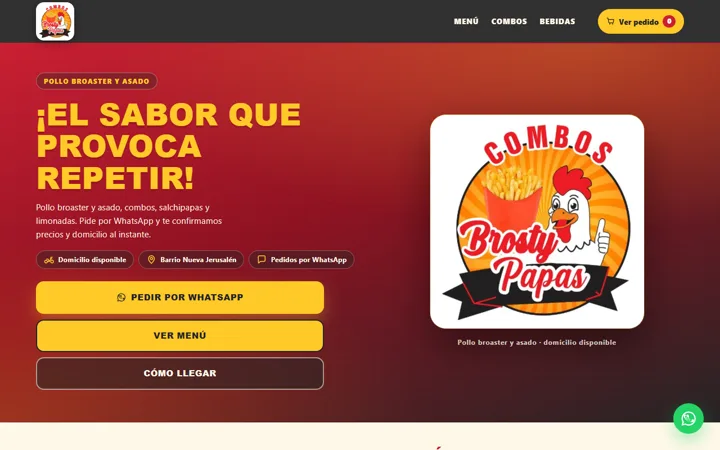 COMBOS
Brosty
Papas
MENÚ COMBOS BEBIDAS Ver pedido 0
POLLO BROASTER Y ASADO
¡EL SABOR QUE
PROVOCA
REPETIR!
Pollo broaster y asado, combos, salchipapas y
limonadas. Pide por WhatsApp y te confirmamos
precios y domicilio al instante.
Domicilio disponible Barrio Nueva Jerusalén Pedidos por WhatsApp
PEDIR POR WHATSAPP
VER MENÚ
CÓMO LLEGAR
COMBOS
Brosty
Papas
Pollo broaster y asado · domicilio disponible